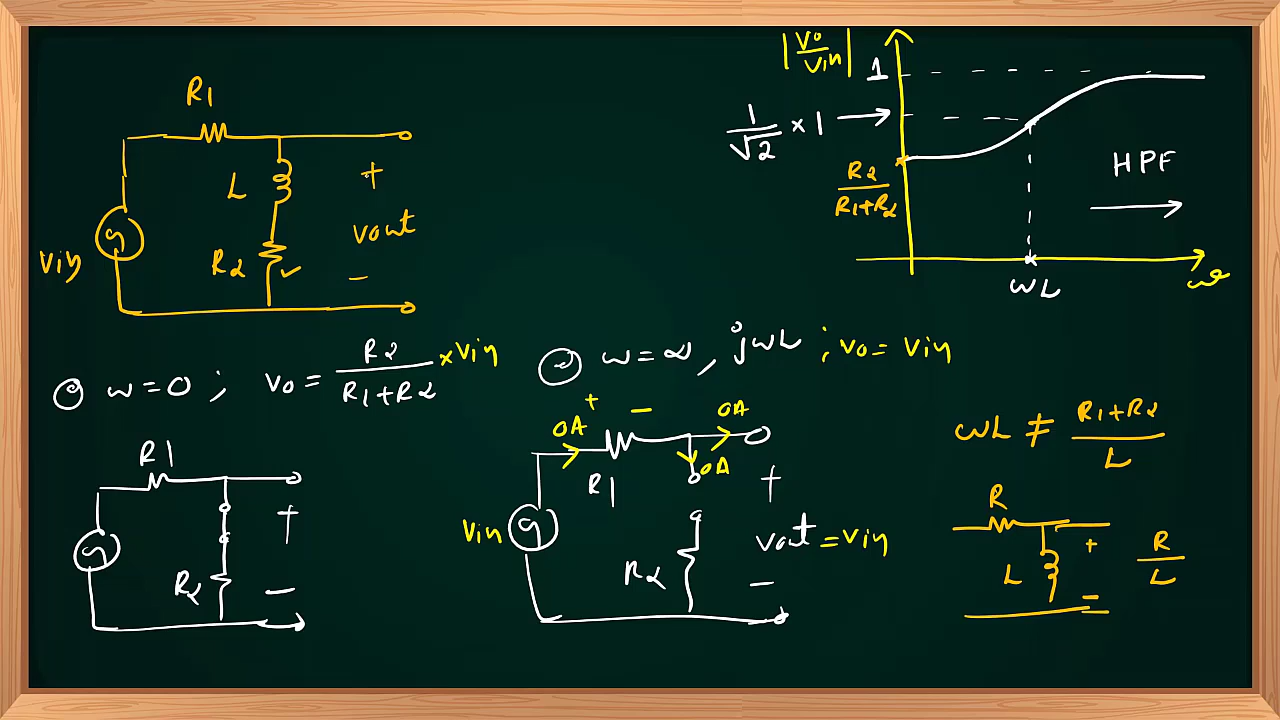 R1
L
R2
Vin
+
Vout
-
|Vo/Vin|
1
1/√2 × 1
R2/(R1+R2)
HPF
ωL
ω
@ ω=0 ; Vo = R2/(R1+R2) × Vin
@ ω=∞, jωL ; Vo = Vin
R1
+
R2
-
Vin
0A
+
-
0A
R1
0A
+
R2
Vout = Vin
-
ωL ≠ (R1+R2)/L
R
L
+
-
R/L